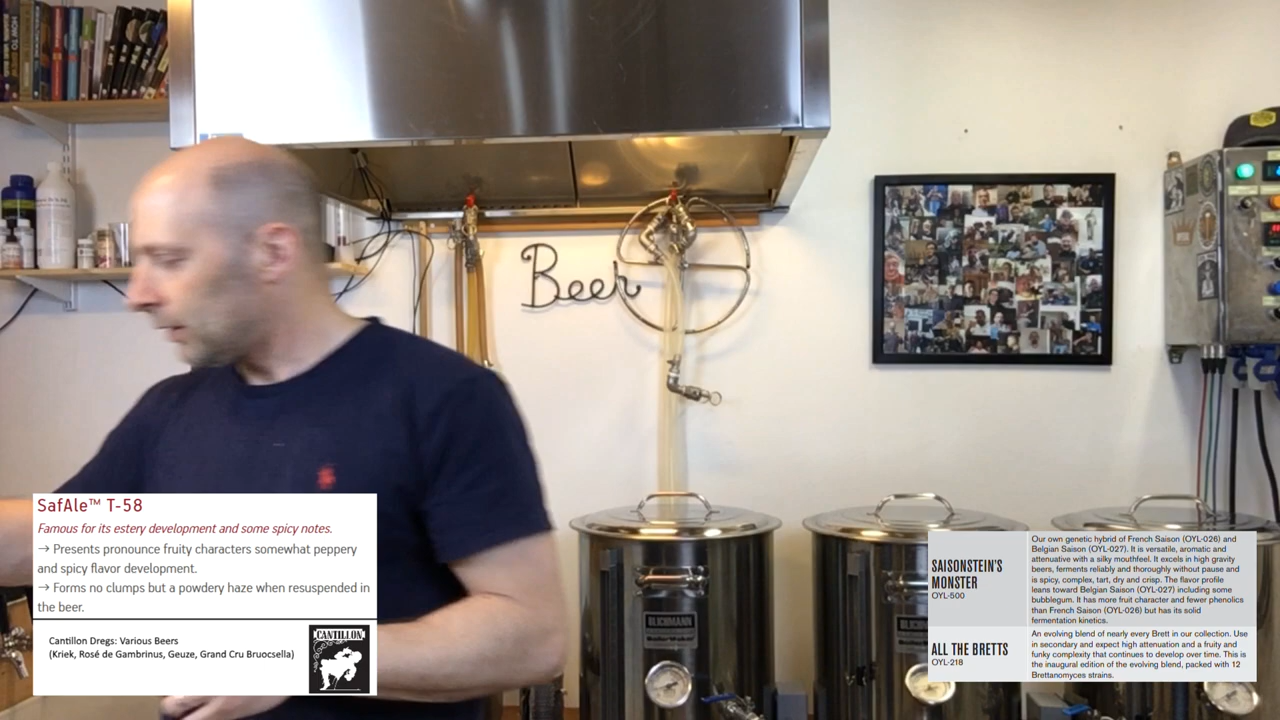 HOW TO
Beer
SafAle™ T-58
Famous for its estery development and some spicy notes.
→ Presents pronounce fruity characters somewhat peppery
and spicy flavor development.
→ Forms no clumps but a powdery haze when resuspended in
the beer.
Cantillon Dregs: Various Beers
(Kriek, Rosé de Gambrinus, Geuze, Grand Cru Bruocsella)
CANTILLON
BLICHMANN
SAISONSTEIN'S
MONSTER
OYL-500
Our own genetic hybrid of French Saison (OYL-026) and
Belgian Saison (OYL-027). It is versatile, aromatic and
attenuative with a silky mouthfeel. It excels in high gravity
beers, ferments reliably and thoroughly without pause and
is spicy, complex, tart, dry and crisp. The flavor profile
leans toward Belgian Saison (OYL-027) including some
bubblegum. It has more fruit character and fewer phenolics
than French Saison (OYL-026) but has its solid
fermentation kinetics.
ALL THE BRETTS
OYL-218
An evolving blend of nearly every Brett in our collection. Use
in secondary and expect high attenuation and a fruity and
funky complexity that continues to develop over time. This is
the inaugural edition of the evolving blend, packed with 12
Brettanomyces strains.